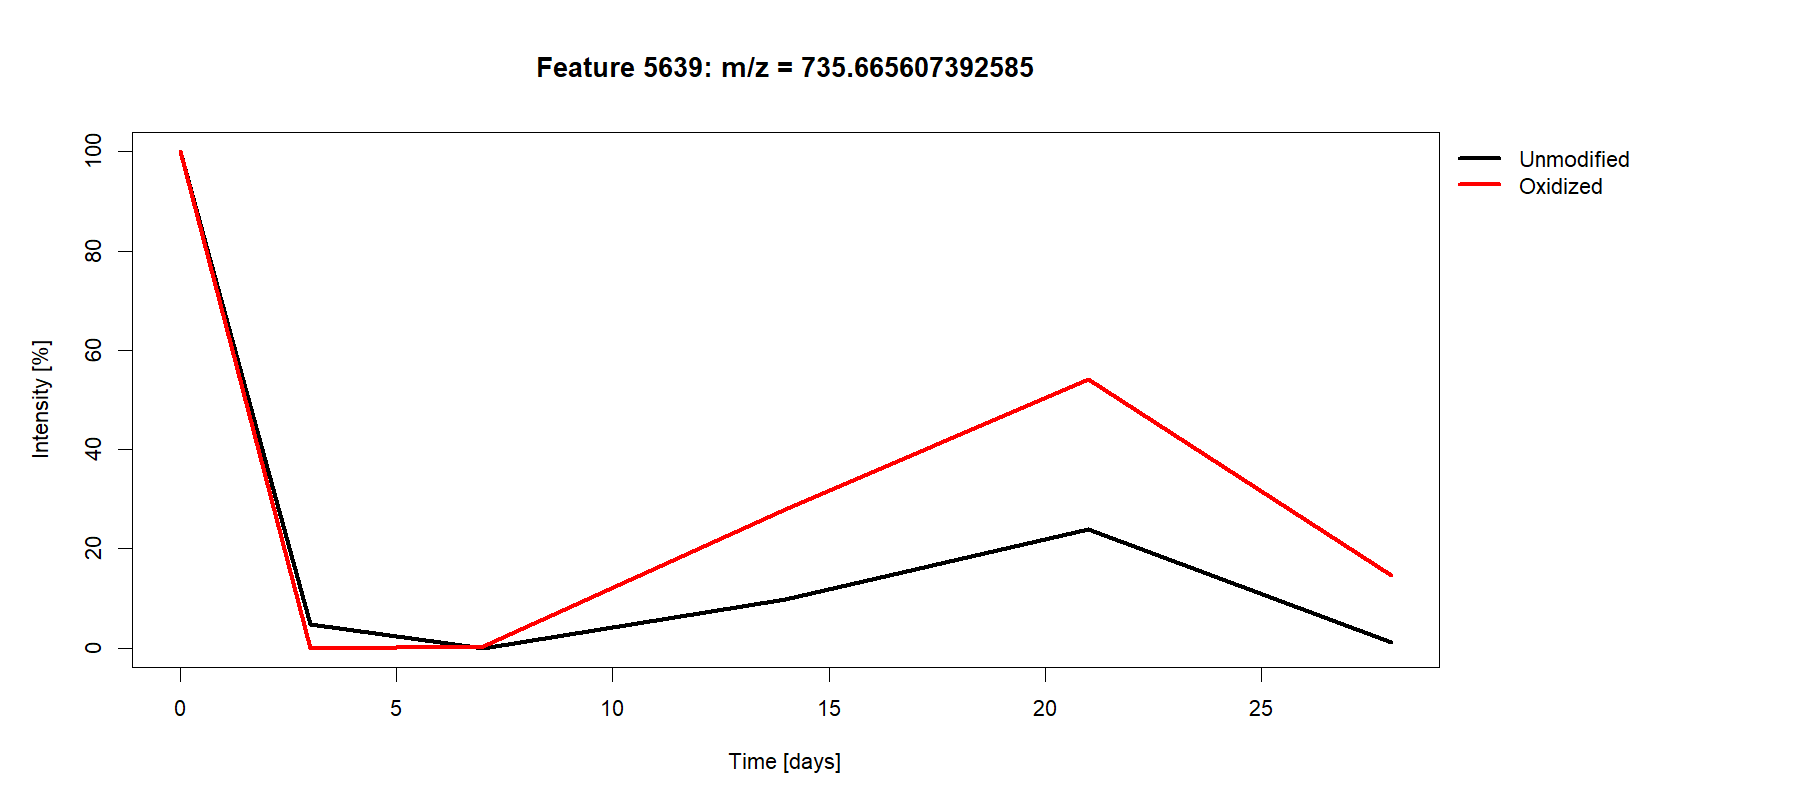 Feature 5639: m/z = 735.665607392585
Unmodified
Oxidized
Intensity [%]
100
80
60
40
20
0
0 5 10 15 20 25
Time [days]